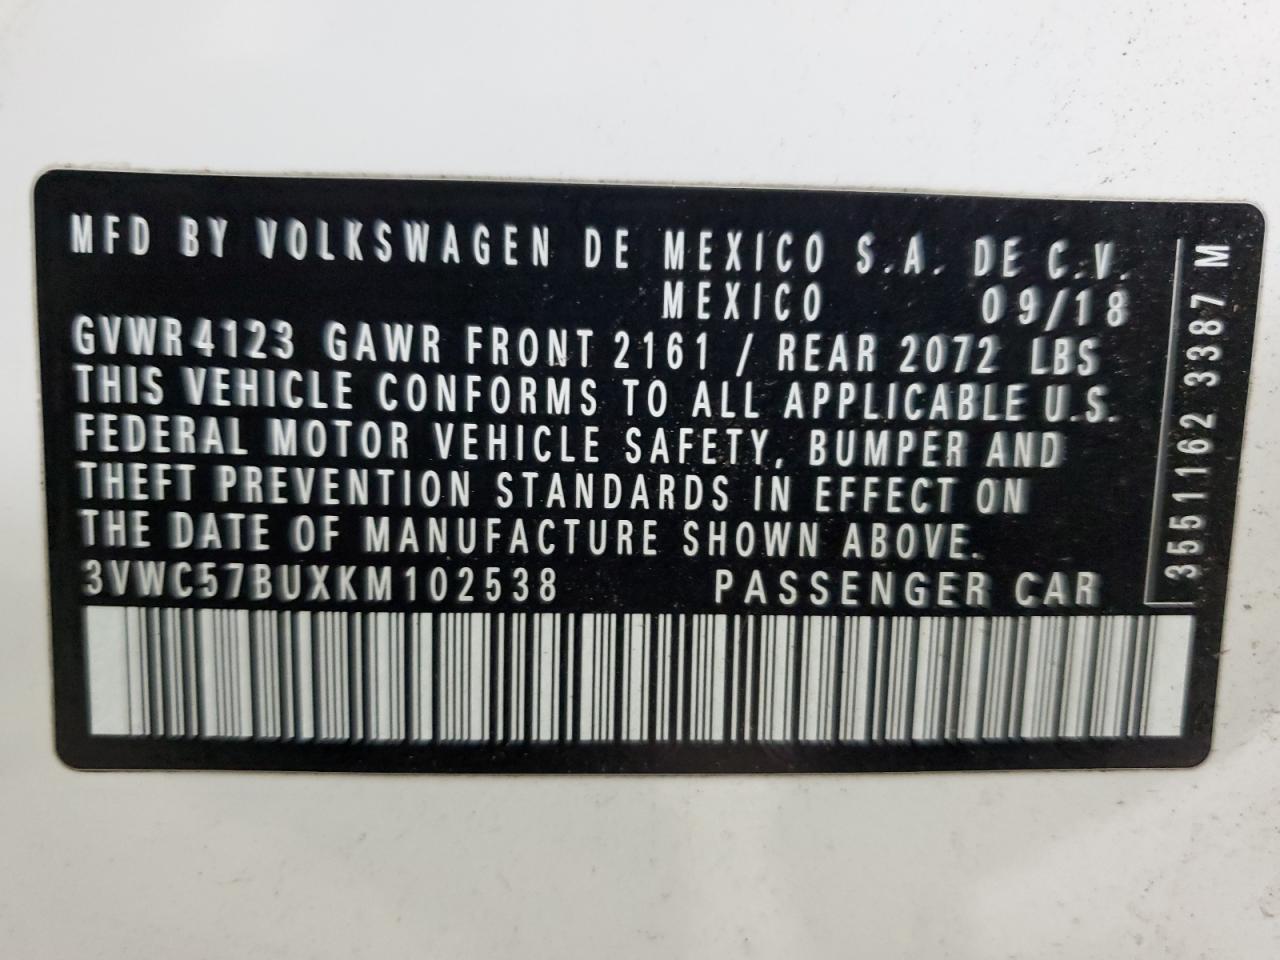 MFD BY VOLKSWAGEN DE MEXICO S.A. DE C.V.
MEXICO 09/18
GVWR 4123 GAWR FRONT 2161 / REAR 2072 LBS
THIS VEHICLE CONFORMS TO ALL APPLICABLE U.S.
FEDERAL MOTOR VEHICLE SAFETY, BUMPER AND
THEFT PREVENTION STANDARDS IN EFFECT ON
THE DATE OF MANUFACTURE SHOWN ABOVE.
3VWC57BUXKM102538 PASSENGER CAR
3551162 3387 M